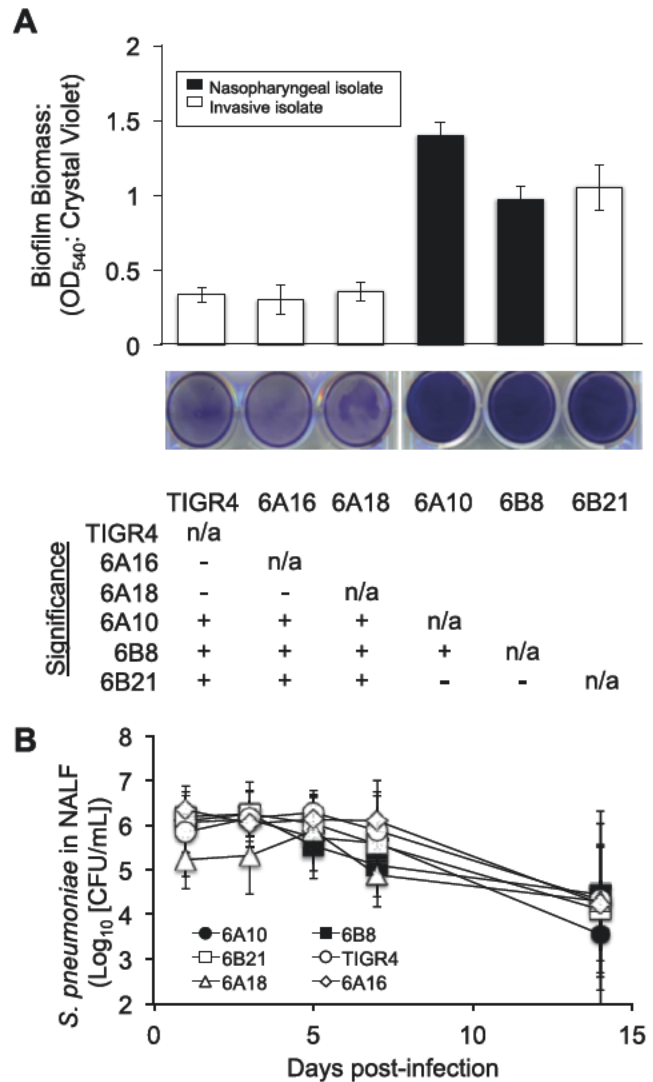 A
Biofilm Biomass:
(OD540: Crystal Violet)
2
1.5
1
0.5
0
Nasopharyngeal isolate
Invasive isolate
TIGR4 6A16 6A18 6A10 6B8 6B21
Significance
TIGR4 n/a
6A16 - n/a
6A18 - - n/a
6A10 + + + n/a
6B8 + + + + n/a
6B21 + + + - - n/a
B
S. pneumoniae in NALF
(Log10 [CFU/mL])
8
7
6
5
4
3
2
6A10 6B8
6B21 TIGR4
6A18 6A16
0 5 10 15
Days post-infection